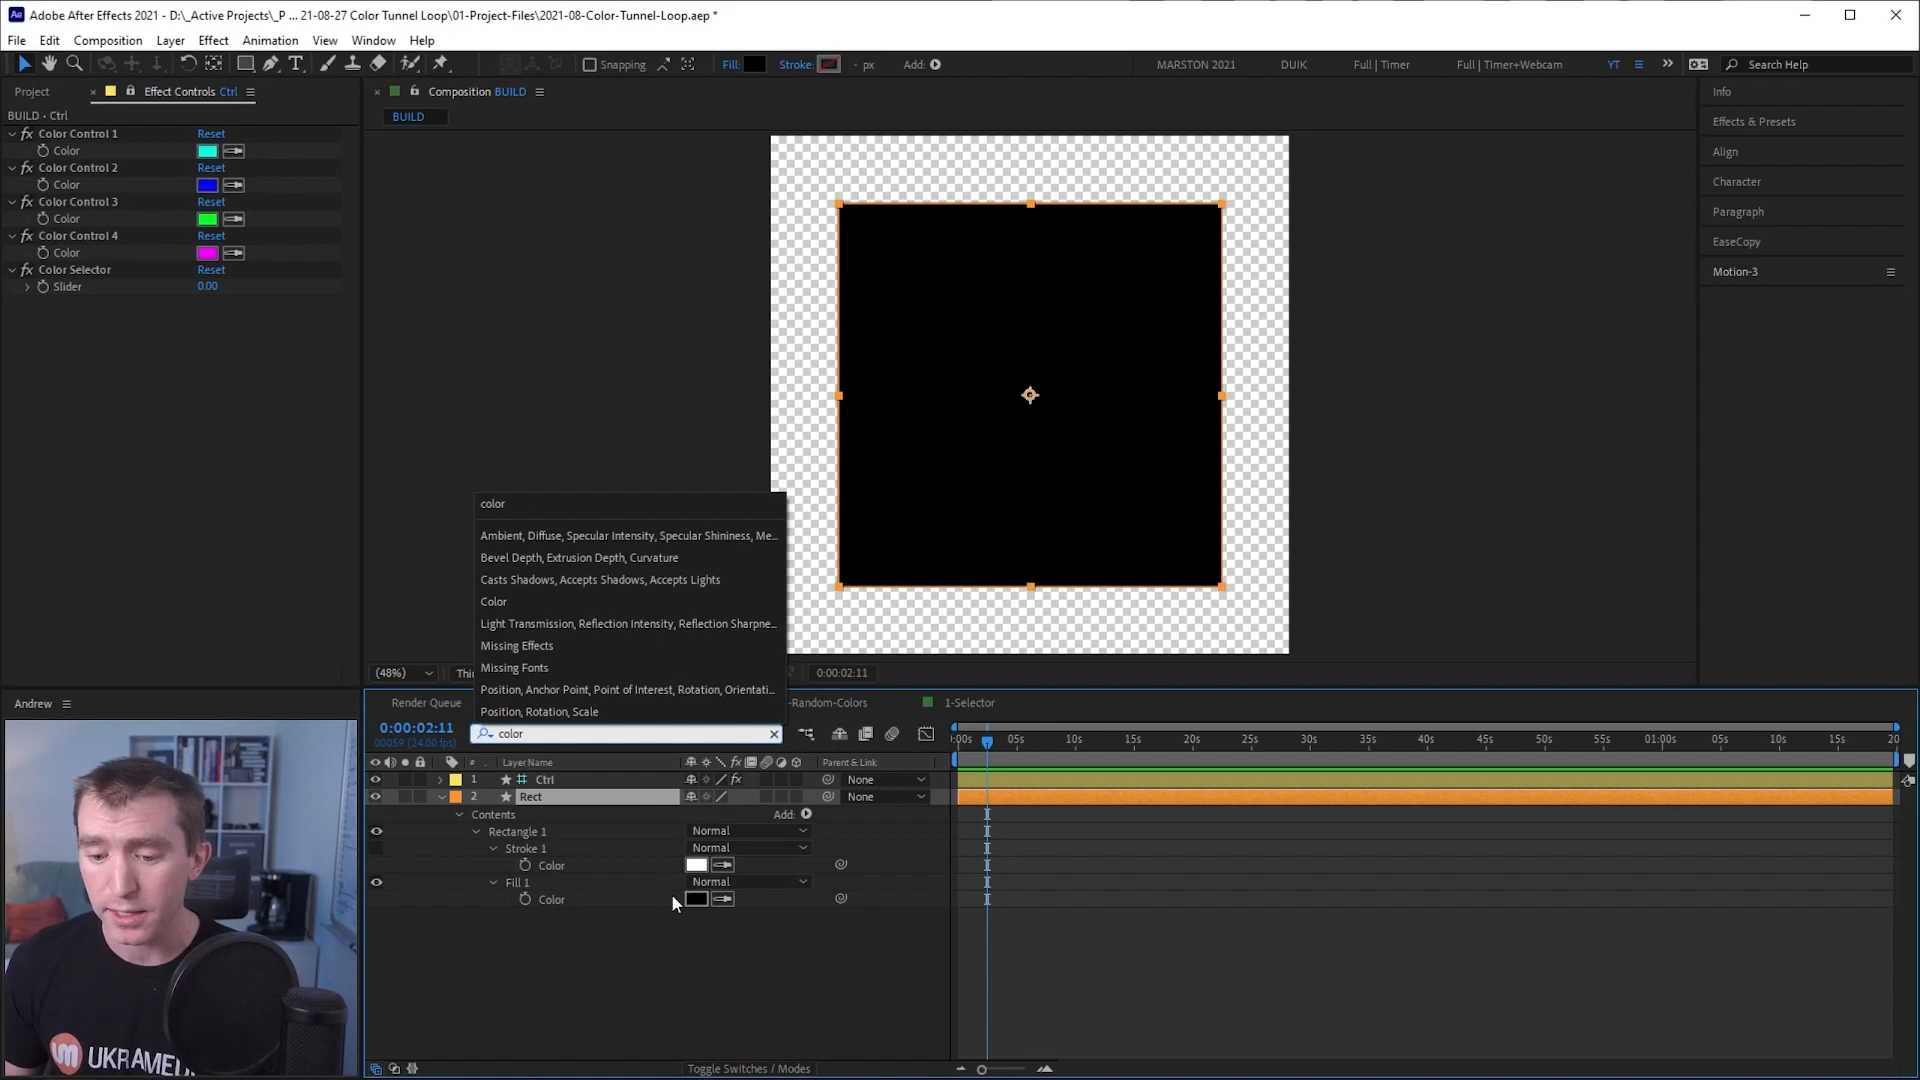 Adobe After Effects 2021 - D:\_Active Projects\_P ... 21-08-27 Color Tunnel Loop\01-Project-Files\2021-08-Color-Tunnel-Loop.aep *
File Edit Composition Layer Effect Animation View Window Help
Snapping Fill: Stroke: - px Add: MARSTON 2021 DUIK Full | Timer Full | Timer+Webcam YT Search Help
Project Effect Controls Ctrl Composition BUILD Info
BUILD • Ctrl
BUILD
Color Control 1 Reset
Color
Color Control 2 Reset
Color
Color Control 3 Reset
Color
Color Control 4 Reset
Color
Color Selector Reset
Slider 0.00
Effects & Presets
Align
Character
Paragraph
EaseCopy
Motion-3
color
Ambient, Diffuse, Specular Intensity, Specular Shininess, Me...
Bevel Depth, Extrusion Depth, Curvature
Casts Shadows, Accepts Shadows, Accepts Lights
Color
Light Transmission, Reflection Intensity, Reflection Sharpne...
Missing Effects
Missing Fonts
Position, Anchor Point, Point of Interest, Rotation, Orientati...
Position, Rotation, Scale
(48%) 0:00:02:11
Andrew
Render Queue -Random-Colors 1-Selector
0:00:02:11
00059 (24.00 fps)
color
:00s 05s 10s 15s 20s 25s 30s 35s 40s 45s 50s 55s 01:00s 05s 10s 15s 20
# Layer Name Parent & Link
1 Ctrl None
2 Rect None
Contents Add:
Rectangle 1 Normal
Stroke 1 Normal
Color
Fill 1 Normal
Color
Toggle Switches / Modes
UKRAMED